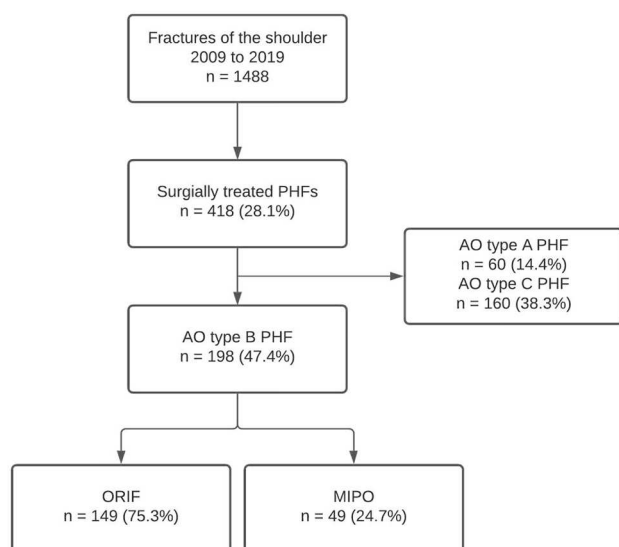 Fractures of the shoulder
2009 to 2019
n = 1488
Surgially treated PHFs
n = 418 (28.1%)
AO type A PHF
n = 60 (14.4%)
AO type C PHF
n = 160 (38.3%)
AO type B PHF
n = 198 (47.4%)
ORIF
n = 149 (75.3%)
MIPO
n = 49 (24.7%)